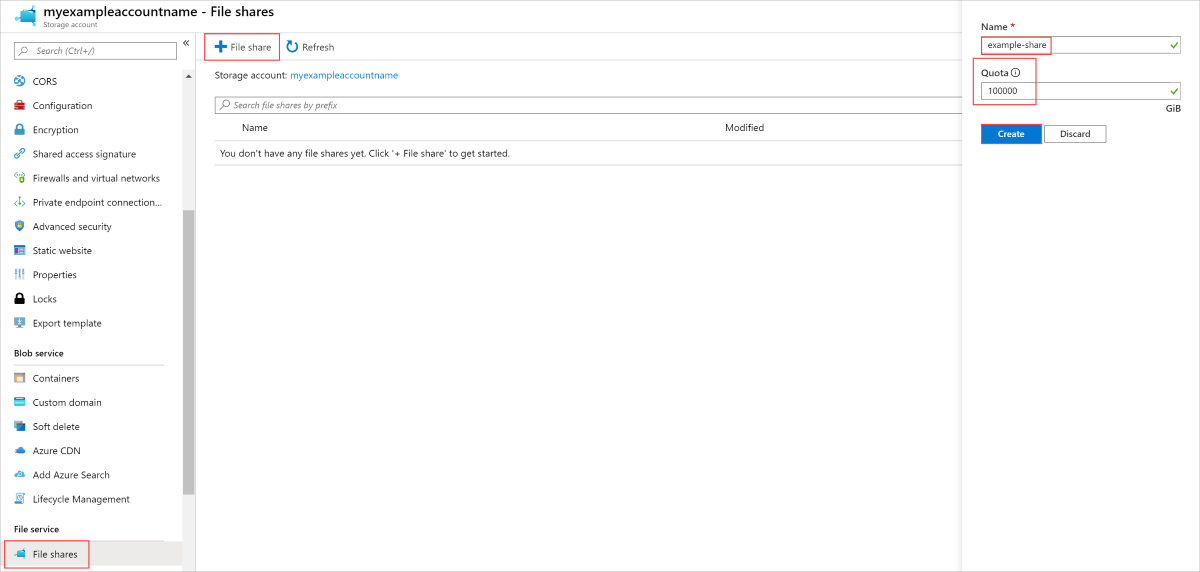 myexampleaccountname - File shares
Storage account
Search (Ctrl+/)
«
CORS
Configuration
Encryption
Shared access signature
Firewalls and virtual networks
Private endpoint connection...
Advanced security
Static website
Properties
Locks
Export template
Blob service
Containers
Custom domain
Soft delete
Azure CDN
Add Azure Search
Lifecycle Management
File service
File shares
+ File share Refresh
Storage account: myexampleaccountname
Search file shares by prefix
Name Modified
You don't have any file shares yet. Click '+ File share' to get started.
Name *
example-share
Quota
100000
GiB
Create Discard